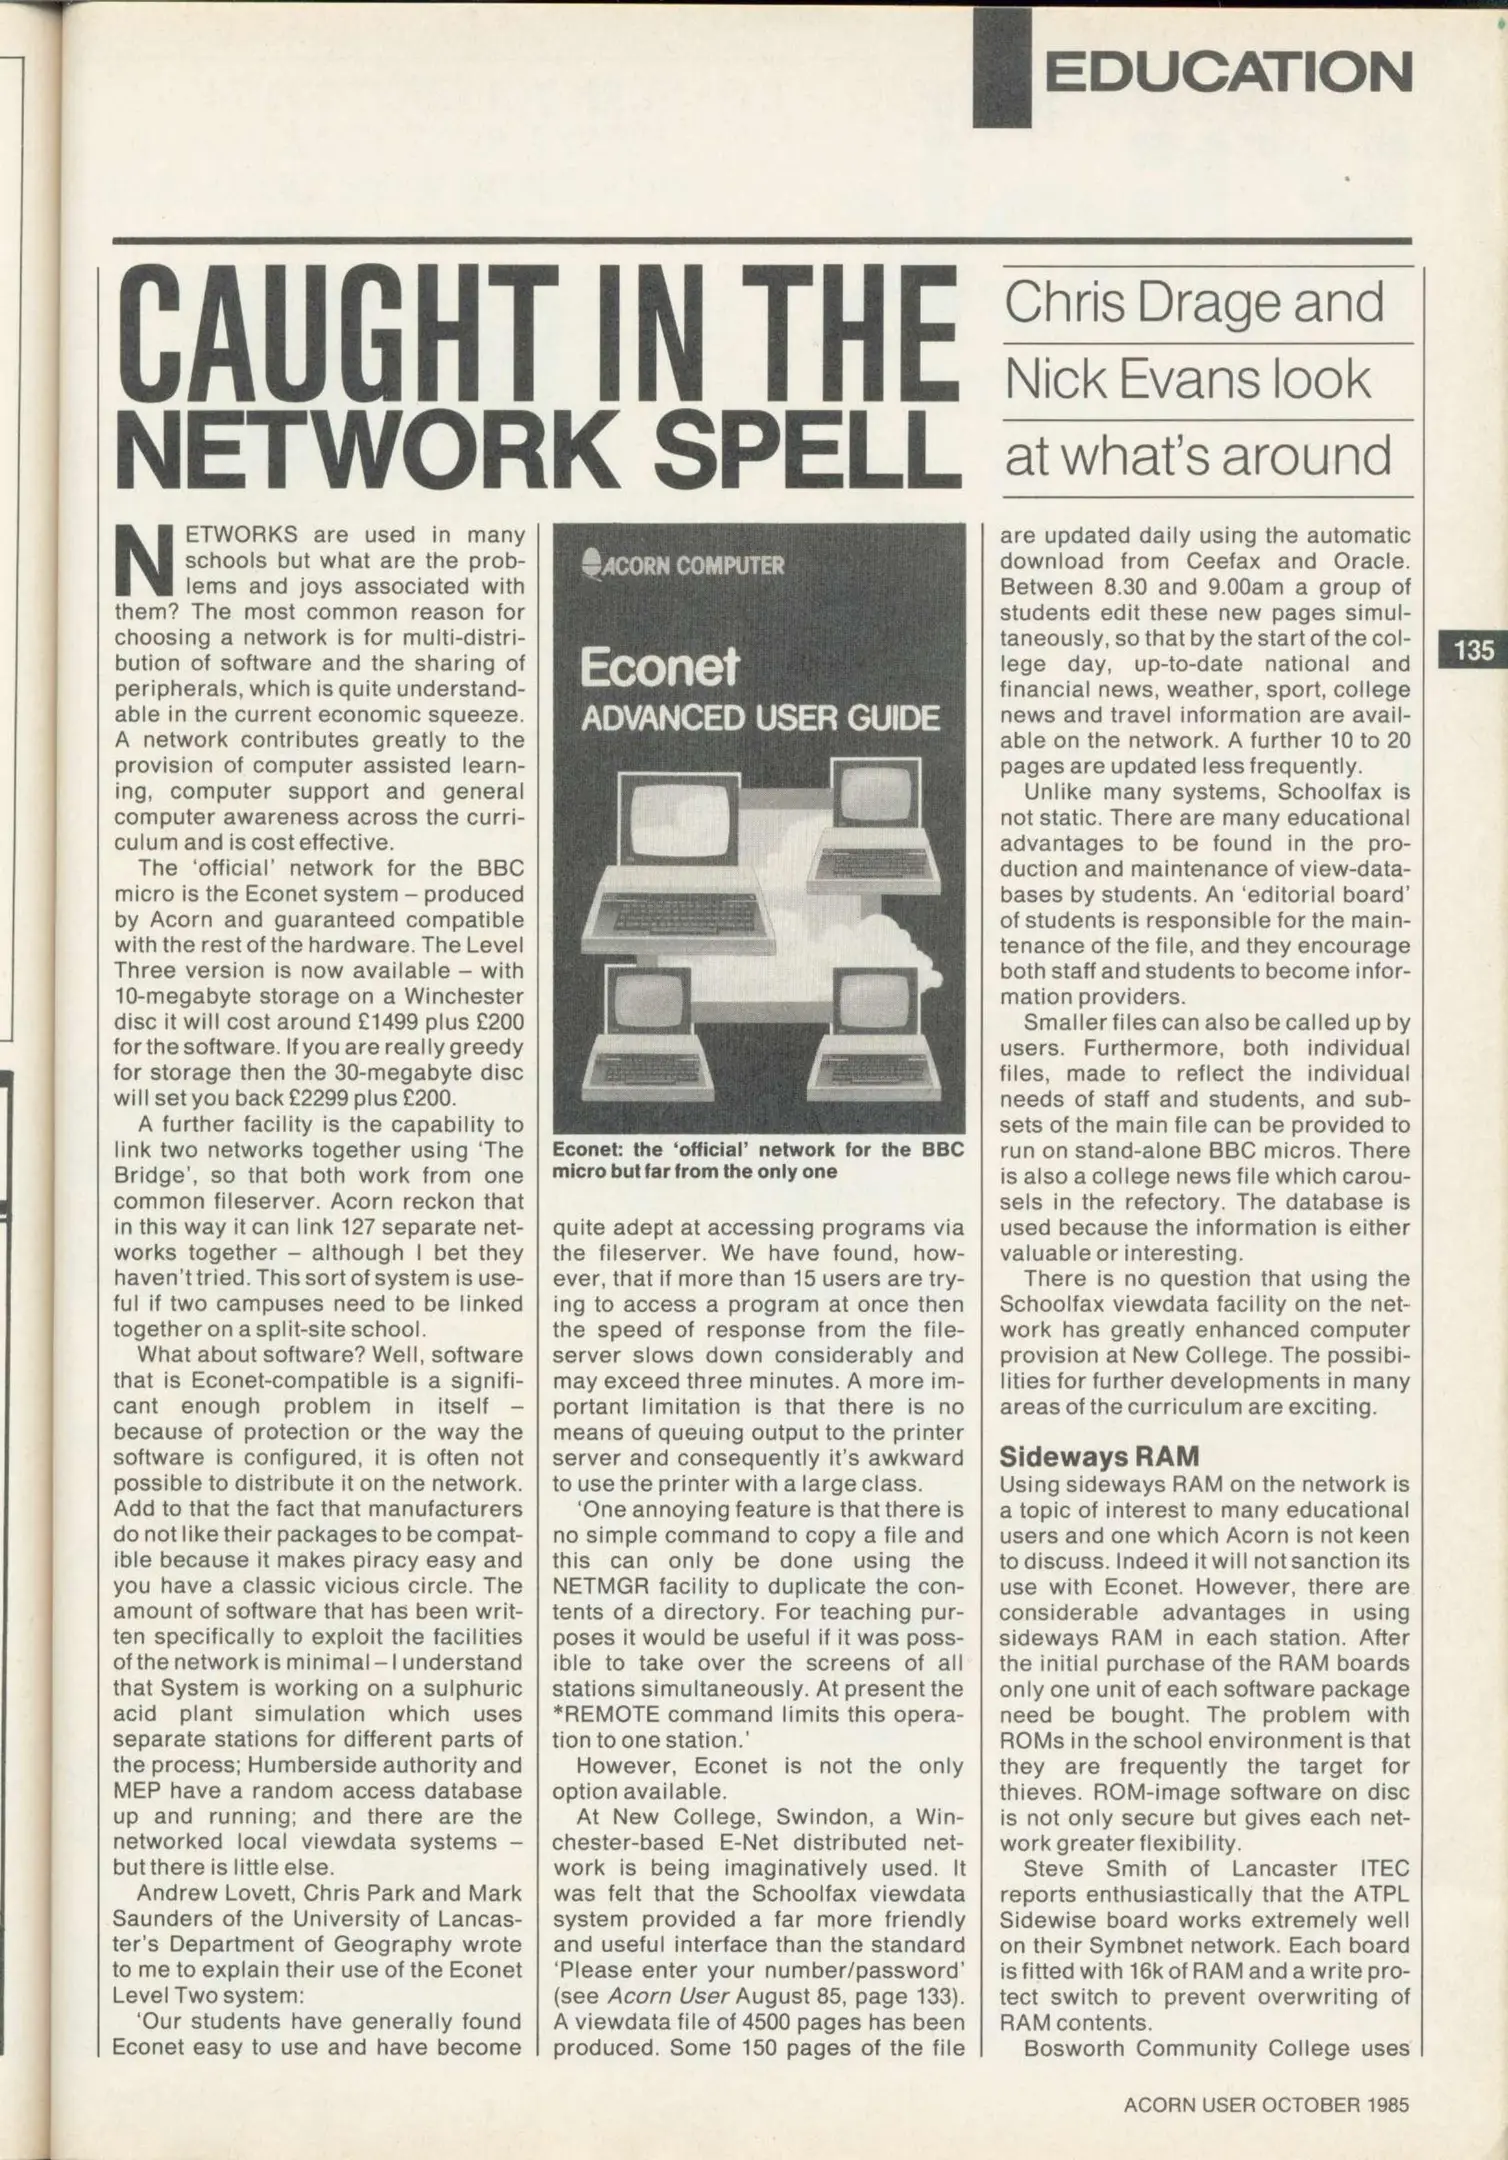 EDUCATION
CAUGHT IN THE
NETWORK SPELL
Chris Drage and
Nick Evans look
at what's around
NETWORKS are used in many
schools but what are the prob-
lems and joys associated with
them? The most common reason for
choosing a network is for multi-distri-
bution of software and the sharing of
peripherals, which is quite understand-
able in the current economic squeeze.
A network contributes greatly to the
provision of computer assisted learn-
ing, computer support and general
computer awareness across the curri-
culum and is cost effective.
The 'official' network for the BBC
micro is the Econet system – produced
by Acorn and guaranteed compatible
with the rest of the hardware. The Level
Three version is now available – with
10-megabyte storage on a Winchester
disc it will cost around £1499 plus £200
for the software. If you are really greedy
for storage then the 30-megabyte disc
will set you back £2299 plus £200.
A further facility is the capability to
link two networks together using 'The
Bridge', so that both work from one
common fileserver. Acorn reckon that
in this way it can link 127 separate net-
works together – although I bet they
haven't tried. This sort of system is use-
ful if two campuses need to be linked
together on a split-site school.
What about software? Well, software
that is Econet-compatible is a signifi-
cant enough problem in itself –
because of protection or the way the
software is configured, it is often not
possible to distribute it on the network.
Add to that the fact that manufacturers
do not like their packages to be compat-
ible because it makes piracy easy and
you have a classic vicious circle. The
amount of software that has been writ-
ten specifically to exploit the facilities
of the network is minimal – I understand
that System is working on a sulphuric
acid plant simulation which uses
separate stations for different parts of
the process; Humberside authority and
MEP have a random access database
up and running; and there are the
networked local viewdata systems –
but there is little else.
Andrew Lovett, Chris Park and Mark
Saunders of the University of Lancas-
ter's Department of Geography wrote
to me to explain their use of the Econet
Level Two system:
'Our students have generally found
Econet easy to use and have become
ACORN COMPUTER
Econet
ADVANCED USER GUIDE
Econet: the 'official' network for the BBC
micro but far from the only one
quite adept at accessing programs via
the fileserver. We have found, how-
ever, that if more than 15 users are try-
ing to access a program at once then
the speed of response from the file-
server slows down considerably and
may exceed three minutes. A more im-
portant limitation is that there is no
means of queuing output to the printer
server and consequently it's awkward
to use the printer with a large class.
'One annoying feature is that there is
no simple command to copy a file and
this can only be done using the
NETMGR facility to duplicate the con-
tents of a directory. For teaching pur-
poses it would be useful if it was poss-
ible to take over the screens of all
stations simultaneously. At present the
*REMOTE command limits this opera-
tion to one station.'
However, Econet is not the only
option available.
At New College, Swindon, a Win-
chester-based E-Net distributed net-
work is being imaginatively used. It
was felt that the Schoolfax viewdata
system provided a far more friendly
and useful interface than the standard
'Please enter your number/password'
(see Acorn User August 85, page 133).
A viewdata file of 4500 pages has been
produced. Some 150 pages of the file
are updated daily using the automatic
download from Ceefax and Oracle.
Between 8.30 and 9.00am a group of
students edit these new pages simul-
taneously, so that by the start of the col-
lege day, up-to-date national and
financial news, weather, sport, college
news and travel information are avail-
able on the network. A further 10 to 20
pages are updated less frequently.
Unlike many systems, Schoolfax is
not static. There are many educational
advantages to be found in the pro-
duction and maintenance of view-data-
bases by students. An 'editorial board'
of students is responsible for the main-
tenance of the file, and they encourage
both staff and students to become infor-
mation providers.
Smaller files can also be called up by
users. Furthermore, both individual
files, made to reflect the individual
needs of staff and students, and sub-
sets of the main file can be provided to
run on stand-alone BBC micros. There
is also a college news file which carou-
sels in the refectory. The database is
used because the information is either
valuable or interesting.
There is no question that using the
Schoolfax viewdata facility on the net-
work has greatly enhanced computer
provision at New College. The possibi-
lities for further developments in many
areas of the curriculum are exciting.
Sideways RAM
Using sideways RAM on the network is
a topic of interest to many educational
users and one which Acorn is not keen
to discuss. Indeed it will not sanction its
use with Econet. However, there are
considerable advantages in using
sideways RAM in each station. After
the initial purchase of the RAM boards
only one unit of each software package
need be bought. The problem with
ROMs in the school environment is that
they are frequently the target for
thieves. ROM-image software on disc
is not only secure but gives each net-
work greater flexibility.
Steve Smith of Lancaster ITEC
reports enthusiastically that the ATPL
Sidewise board works extremely well
on their Symbnet network. Each board
is fitted with 16k of RAM and a write pro-
tect switch to prevent overwriting of
RAM contents.
Bosworth Community College uses
135
ACORN USER OCTOBER 1985